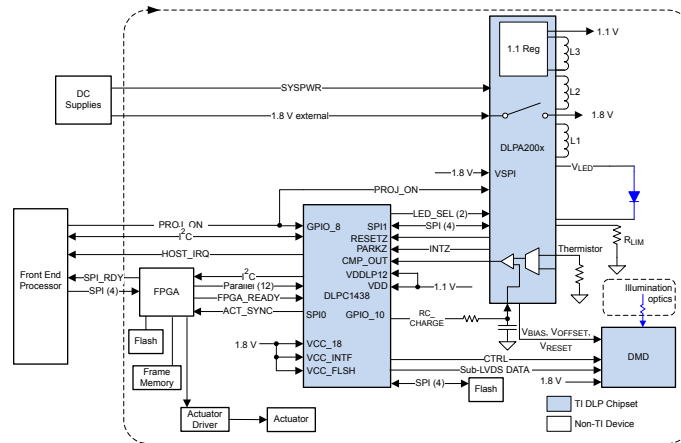 1.1 V
1.1 Reg
L3
DC
Supplies
SYSPWR
L2
1.8 V external
1.8 V
DLPA200x
L1
1.8 V
VSPI
VLED
PROJ_ON
PROJ_ON
GPIO_8
LED_SEL (2)
I2C
SPI1
SPI (4)
RLIM
RESETZ
HOST_IRQ
PARKZ
INTZ
Thermistor
Front End
Processor
CMP_OUT
SPI_RDY
I2C
VDDLP12
SPI (4)
FPGA
Parallel (12)
VDD
1.1 V
Illumination
optics
FPGA_READY
DLPC1438
ACT_SYNC
SPI0
GPIO_10
RC_
CHARGE
Flash
VBIAS, VOFFSET,
VRESET
1.8 V
VCC_18
DMD
VCC_INTF
CTRL
Frame
Memory
VCC_FLSH
Sub-LVDS DATA
SPI (4)
Flash
1.8 V
Actuator
Driver
Actuator
TI DLP Chipset
Non-TI Device